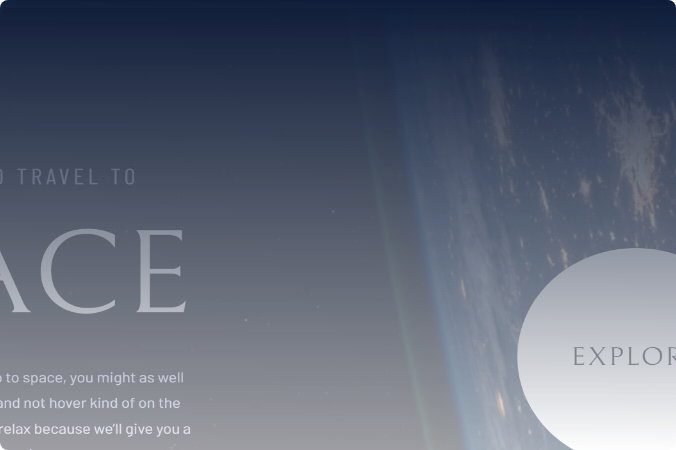 TRAVEL TO
ACE
to space, you might as well
and not hover kind of on the
relax because we'll give you a
EXPLOR